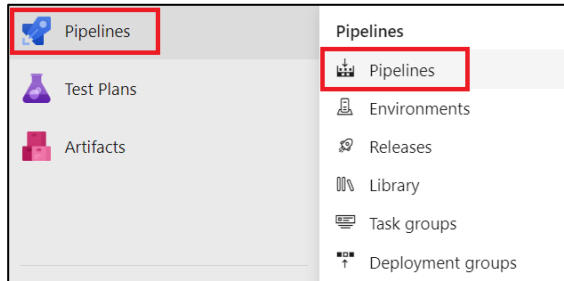 Pipelines
Test Plans
Artifacts
Pipelines
Pipelines
Environments
Releases
Library
Task groups
Deployment groups